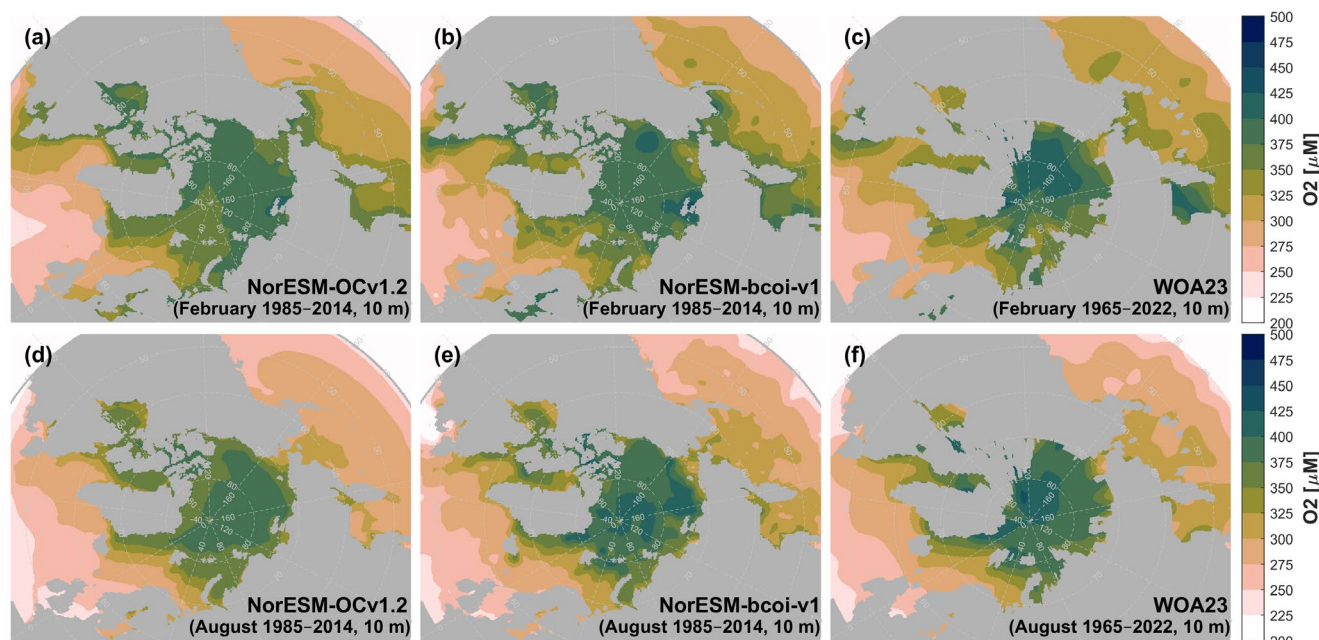 (a)
NorESM-OCv1.2
(February 1985−2014, 10 m)
(b)
NorESM-bcoi-v1
(February 1985−2014, 10 m)
(c)
WOA23
(February 1965−2022, 10 m)
500
475
450
425
400
375
350
325
300
275
250
225
200
O2 [µM]
(d)
NorESM-OCv1.2
(August 1985−2014, 10 m)
(e)
NorESM-bcoi-v1
(August 1985−2014, 10 m)
(f)
WOA23
(August 1965−2022, 10 m)
500
475
450
425
400
375
350
325
300
275
250
225
O2 [µM]